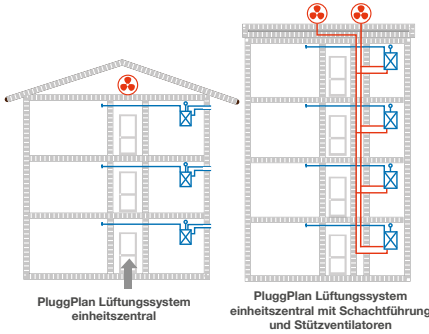 PluggPlan Lüftungssystem
einheitszentral
PluggPlan Lüftungssystem
einheitszentral mit Schachtführung
und Stützventilatoren